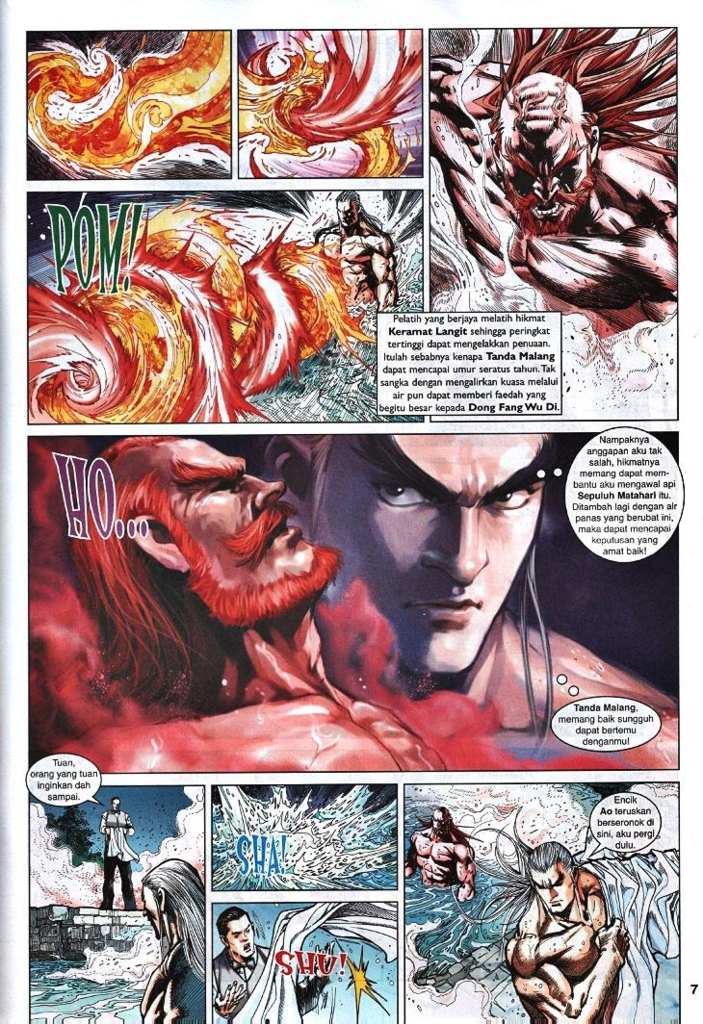 POM!
Pelatih yang berjaya melatih hikmat
Keramat Langit sehingga peringkat
tertinggi dapat mengelakkan penuaan.
Itulah sebabnya kenapa Tanda Malang
dapat mencapai umur seratus tahun. Tak
sangka dengan mengalirkan kuasa melalui
air pun dapat memberi faedah yang
begitu besar kepada Dong Fang Wu Di.
HO...
Nampaknya
anggapan aku tak
salah, hikmatnya
memang dapat mem-
bantu aku mengawal api
Sepuluh Matahari itu.
Ditambah lagi dengan air
panas yang berubat ini,
maka dapat mencapai
keputusan yang
amat baik!
Tanda Malang,
memang baik sungguh
dapat bertemu
denganmu!
Tuan,
orang yang tuan
inginkan dah
sampai.
SHA!
SHU!
Encik
Ao teruskan
berseronok di
sini, aku pergi
dulu.
7